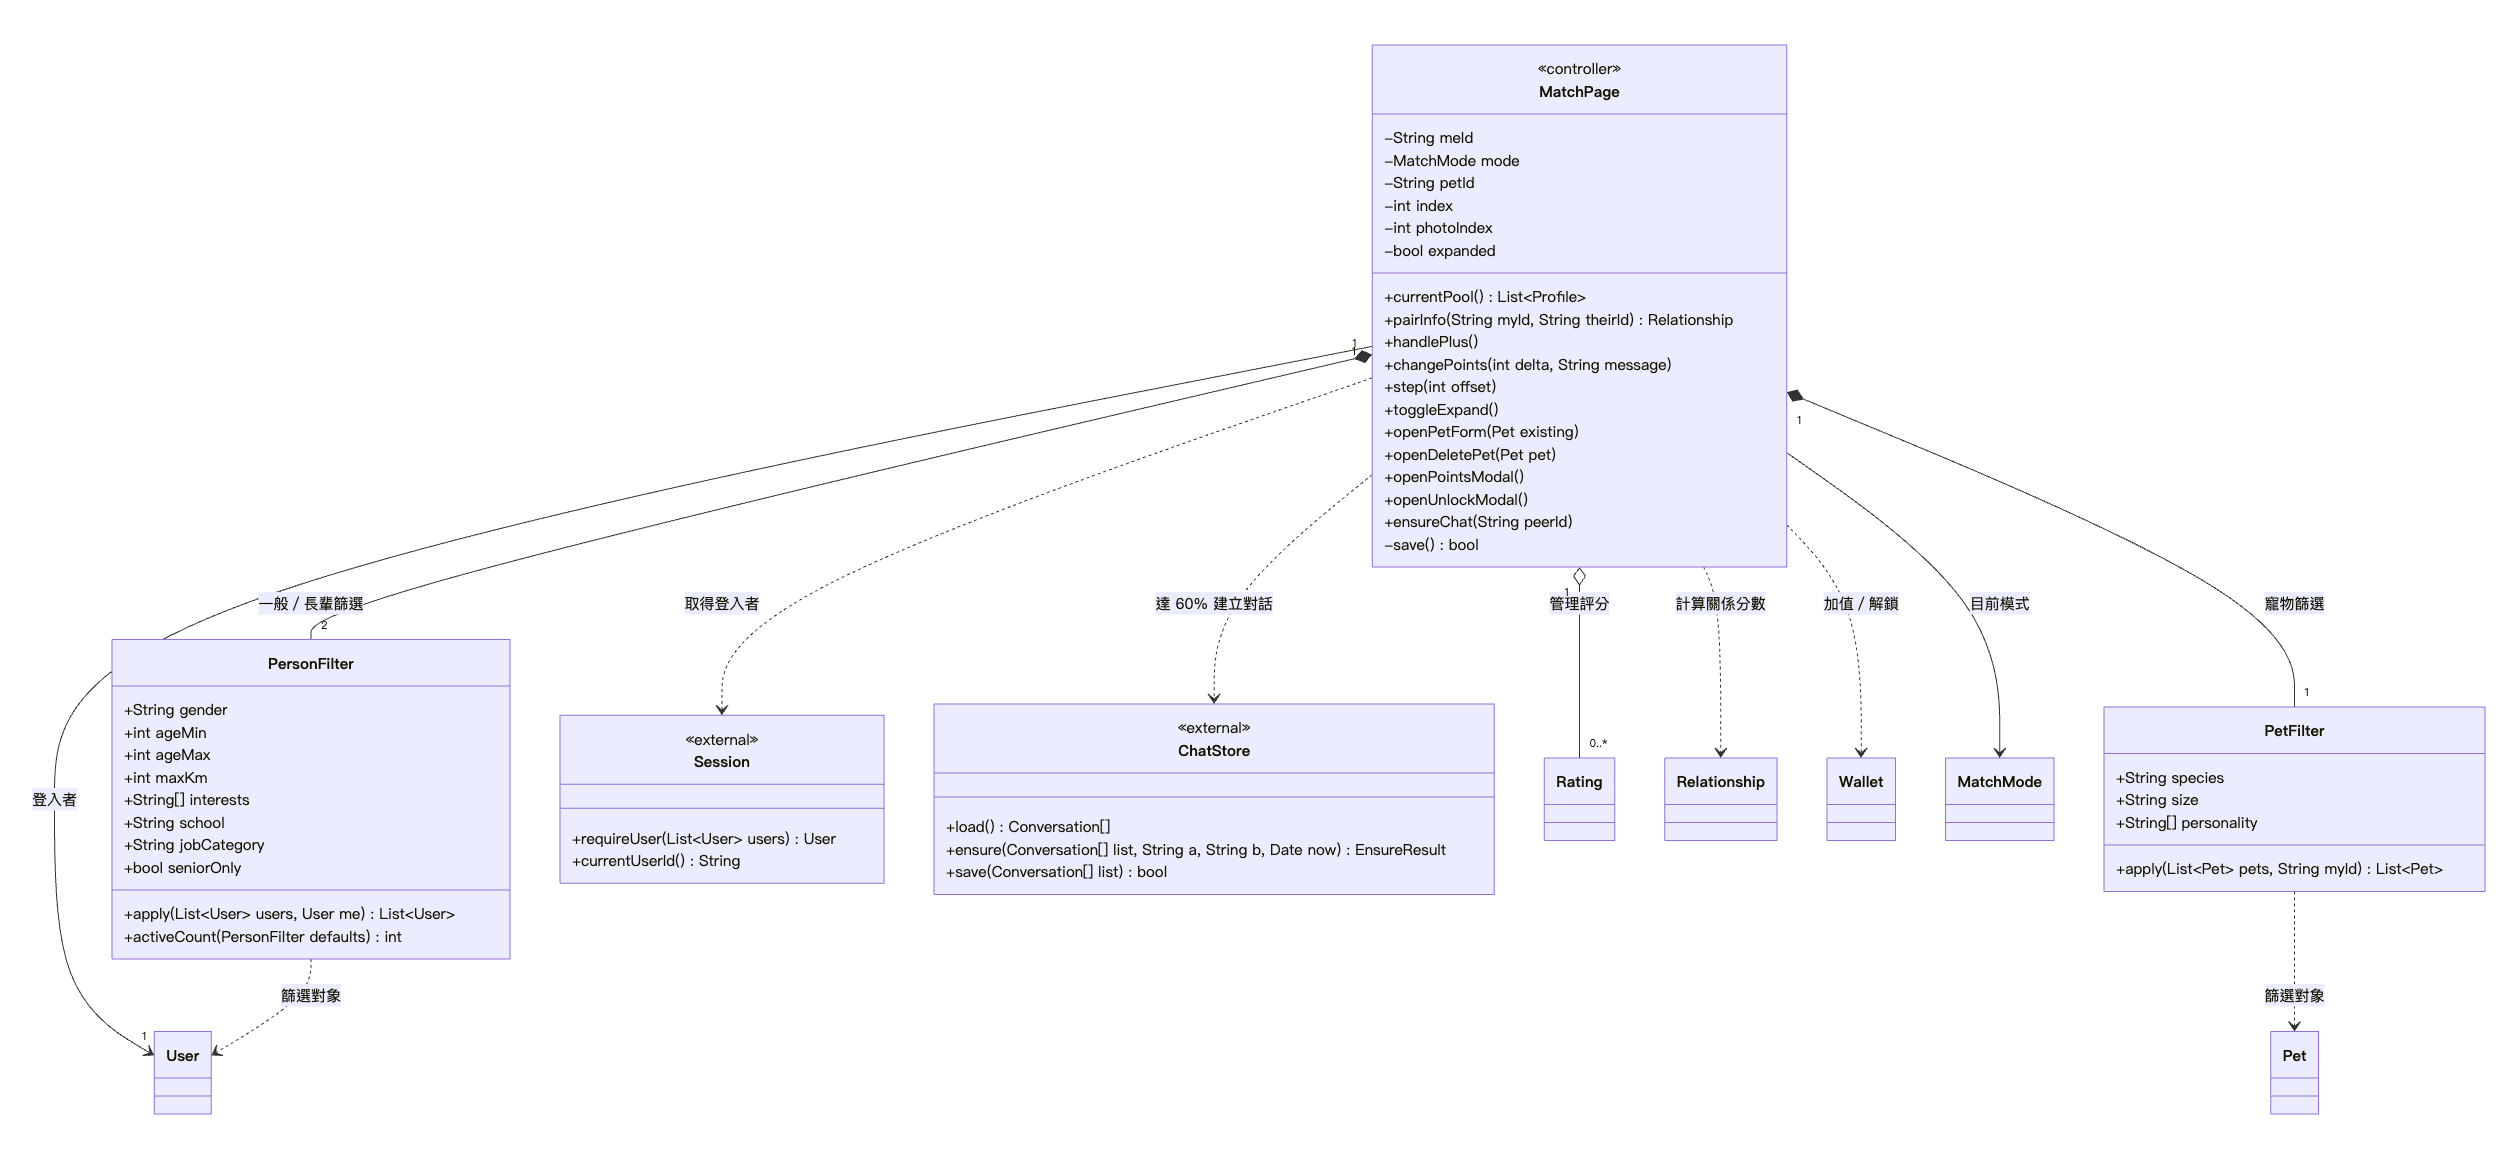 «controller»
MatchPage
-String meId
-MatchMode mode
-String petId
-int index
-int photoIndex
-bool expanded
+currentPool() : List<Profile>
+pairInfo(String myId, String theirId) : Relationship
+handlePlus()
+changePoints(int delta, String message)
+step(int offset)
+toggleExpand()
+openPetForm(Pet existing)
+openDeletePet(Pet pet)
+openPointsModal()
+openUnlockModal()
+ensureChat(String peerId)
-save() : bool
1
1
1
1
一般 / 長輩篩選
取得登入者
達 60% 建立對話
管理評分
計算關係分數
加值 / 解鎖
目前模式
寵物篩選
2
0..*
1
PersonFilter
+String gender
+int ageMin
+int ageMax
+int maxKm
+String[] interests
+String school
+String jobCategory
+bool seniorOnly
+apply(List<User> users, User me) : List<User>
+activeCount(PersonFilter defaults) : int
登入者
«external»
Session
+requireUser(List<User> users) : User
+currentUserId() : String
«external»
ChatStore
+load() : Conversation[]
+ensure(Conversation[] list, String a, String b, Date now) : EnsureResult
+save(Conversation[] list) : bool
Rating
Relationship
Wallet
MatchMode
PetFilter
+String species
+String size
+String[] personality
+apply(List<Pet> pets, String myId) : List<Pet>
篩選對象
篩選對象
1
User
Pet